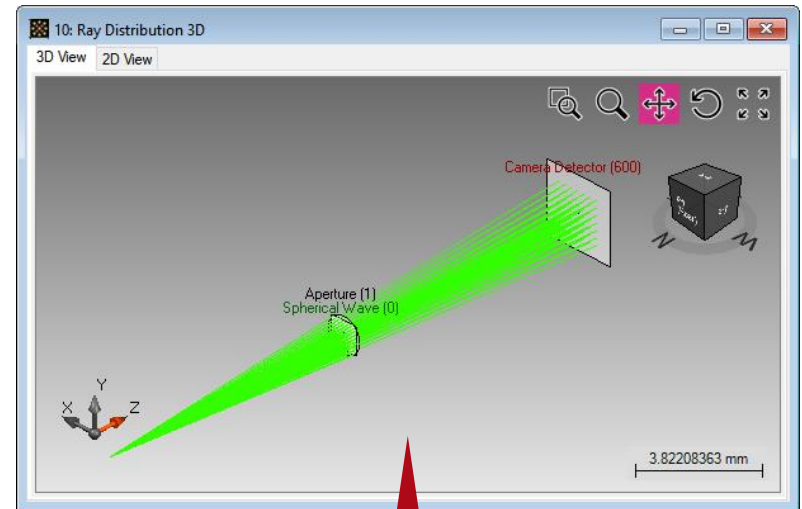 10: Ray Distribution 3D
3D View 2D View
Camera Detector (600)
Aperture (1)
Spherical Wave (0)
X Y Z
3.82208363 mm